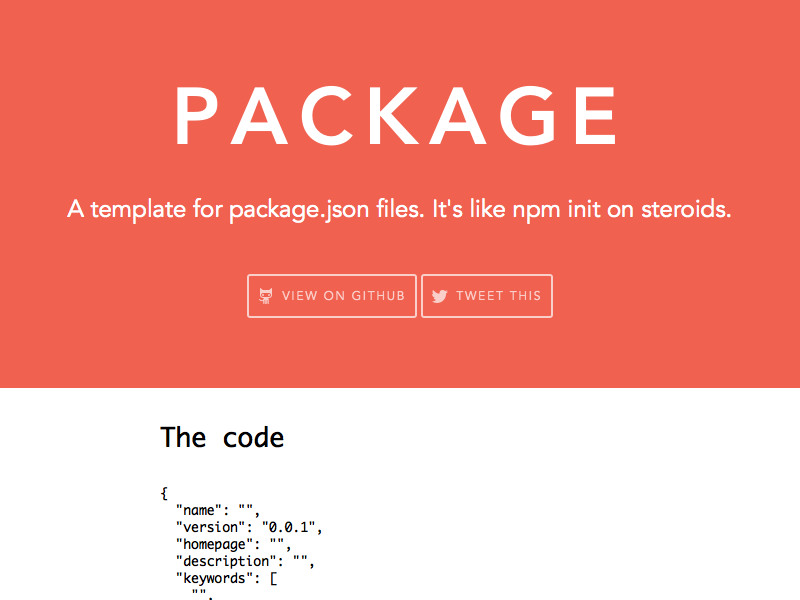 PACKAGE
A template for package.json files. It's like npm init on steroids.
VIEW ON GITHUB
TWEET THIS
The code
{
  "name": "",
  "version": "0.0.1",
  "homepage": "",
  "description": "",
  "keywords": [
    "",